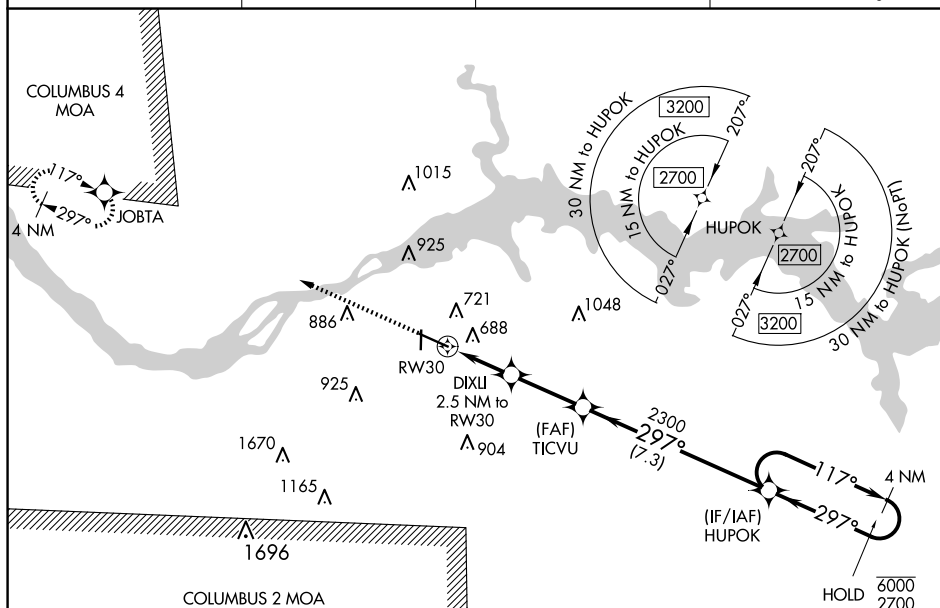 COLUMBUS 4
MOA
117°
297°
4 NM
JOBTA
1015
925
886
721
688
1048
RW30
DIXLI
2.5 NM to
RW30
925
904
1670
1165
1696
COLUMBUS 2 MOA
(FAF)
TICVU
2300
297°
(7.3)
(IF/IAF)
HUPOK
117°
297°
4 NM
HOLD
6000
2700
30 NM to HUPOK
3200
15 NM to HUPOK
2700
207°
027°
HUPOK
207°
2700
15 NM to HUPOK
027°
3200
30 NM to HUPOK (NoPT)